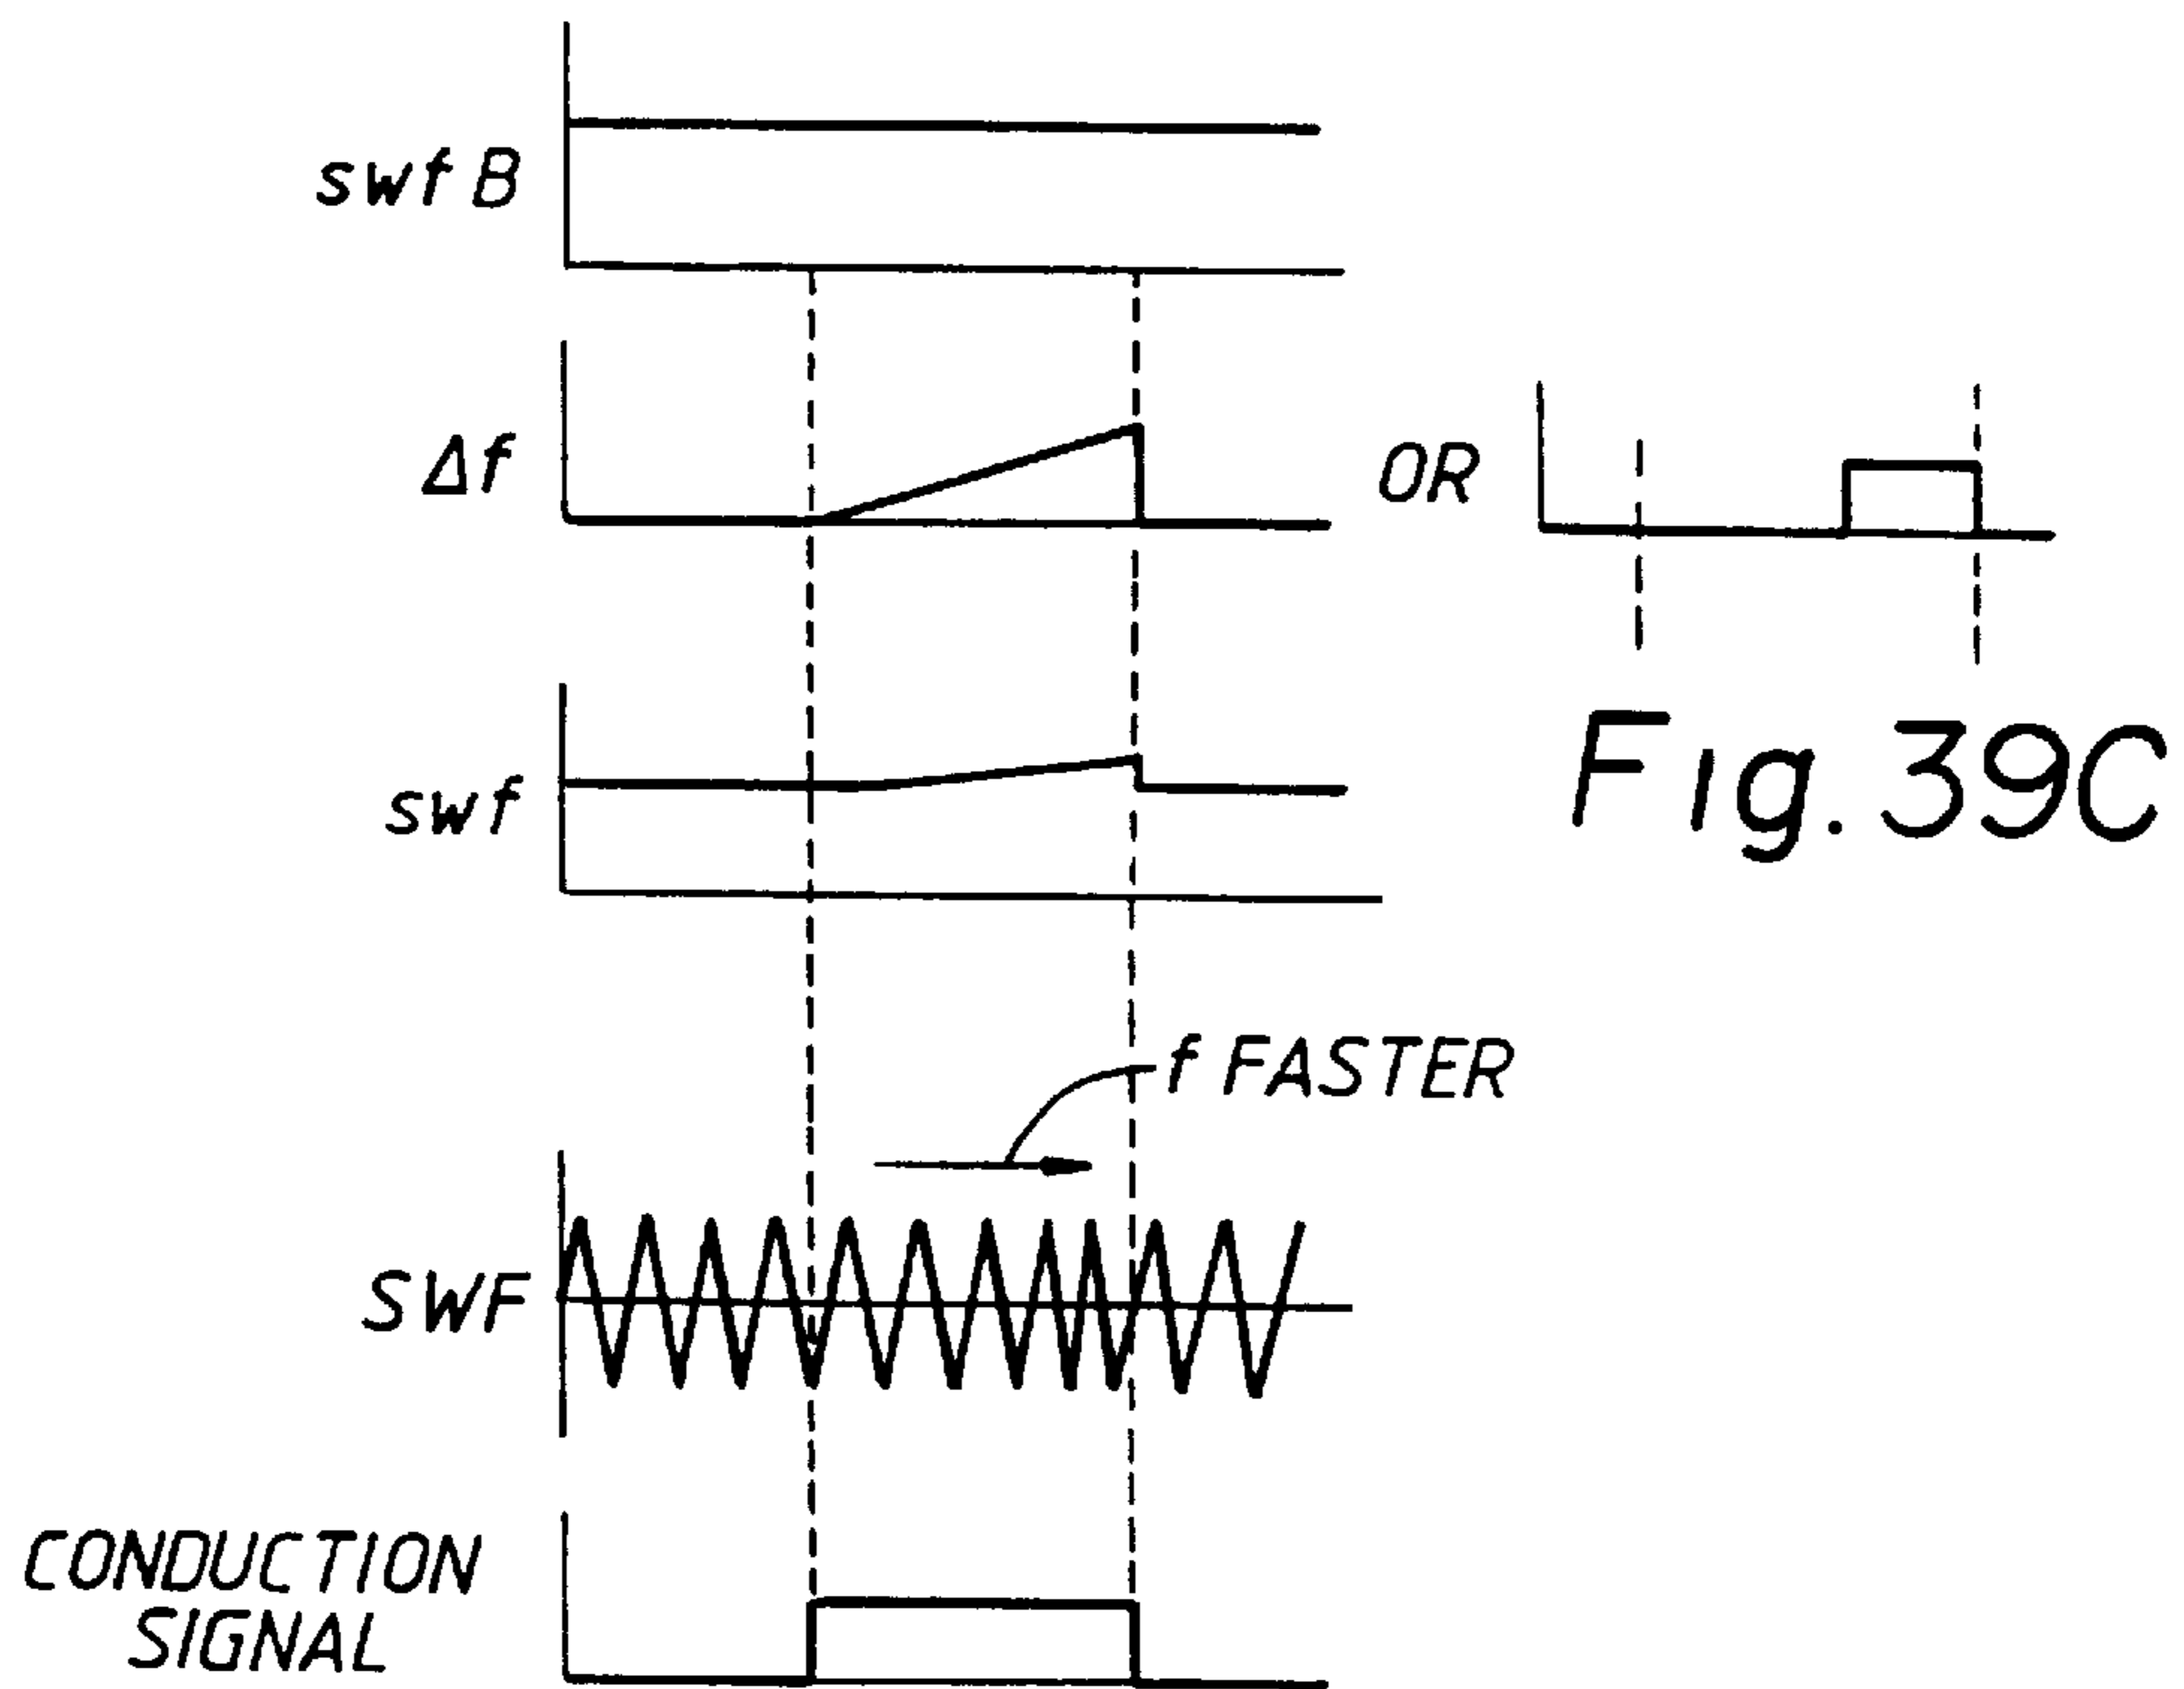 swf B
Δf
OR
swf
Fig. 39C
f FASTER
SWF
CONDUCTION
SIGNAL